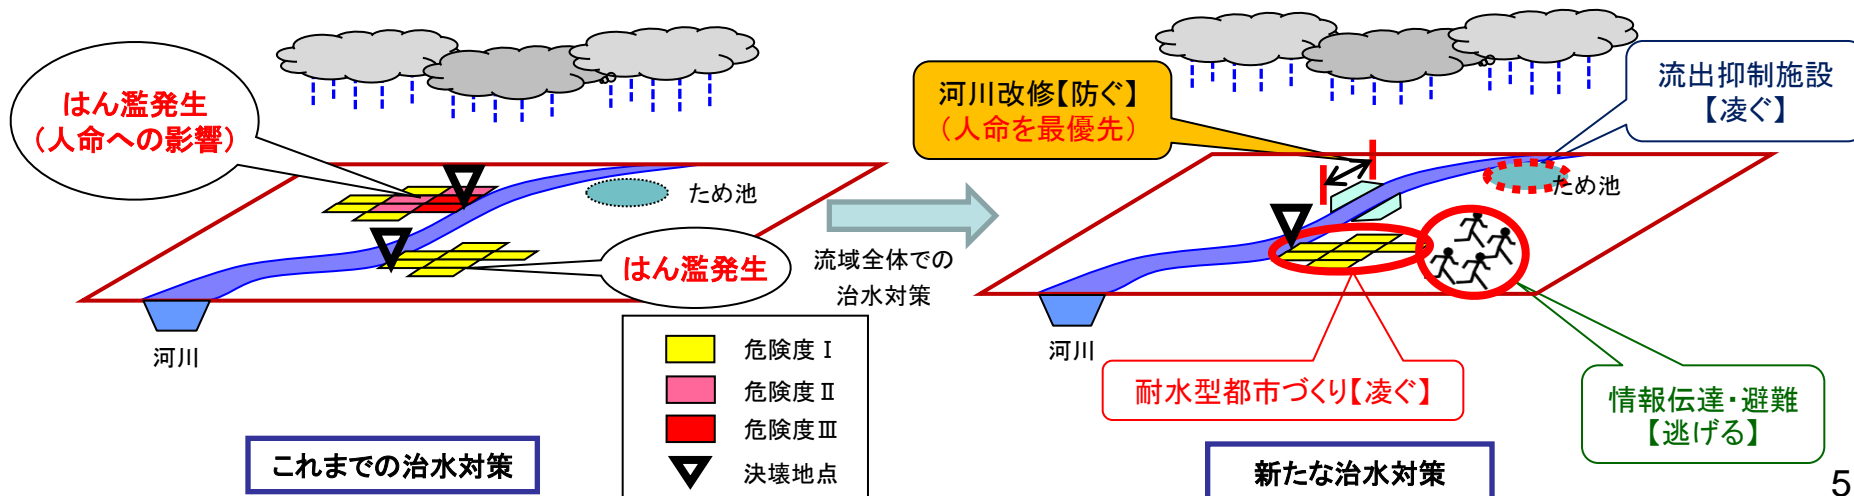 はん濫発生
(人命への影響)
ため池
はん濫発生
河川
流域全体での
治水対策
危険度Ⅰ
危険度Ⅱ
危険度Ⅲ
決壊地点
これまでの治水対策
河川改修【防ぐ】
(人命を最優先)
流出抑制施設
【凌ぐ】
ため池
河川
耐水型都市づくり【凌ぐ】
情報伝達・避難
【逃げる】
新たな治水対策
5